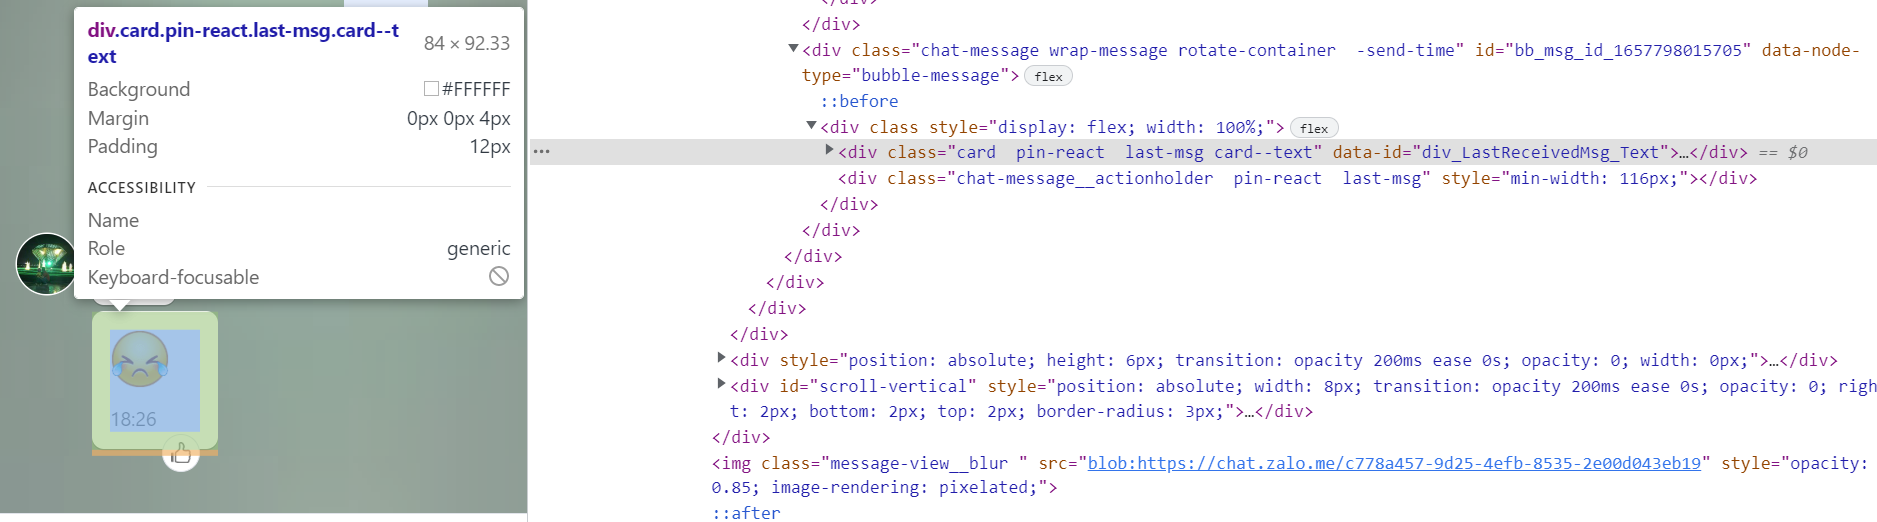 div.card.pin-react.last-msg.card--t
ext
84 × 92.33
Background
#FFFFFF
Margin
0px 0px 4px
Padding
12px
ACCESSIBILITY
Name
Role
generic
Keyboard-focusable
18:26
</div>
</div>
<div class="chat-message wrap-message rotate-container  -send-time" id="bb_msg_id_1657798015705" data-node-
type="bubble-message"> flex
::before
<div class style="display: flex; width: 100%;"> flex
… <div class="card  pin-react  last-msg card--text" data-id="div_LastReceivedMsg_Text">…</div> == $0
<div class="chat-message__actionholder  pin-react  last-msg" style="min-width: 116px;"></div>
</div>
</div>
</div>
</div>
</div>
</div>
<div style="position: absolute; height: 6px; transition: opacity 200ms ease 0s; opacity: 0; width: 0px;">…</div>
<div id="scroll-vertical" style="position: absolute; width: 8px; transition: opacity 200ms ease 0s; opacity: 0; righ
t: 2px; bottom: 2px; top: 2px; border-radius: 3px;">…</div>
</div>
<img class="message-view__blur " src="blob:https://chat.zalo.me/c778a457-9d25-4efb-8535-2e00d043eb19" style="opacity:
0.85; image-rendering: pixelated;">
::after